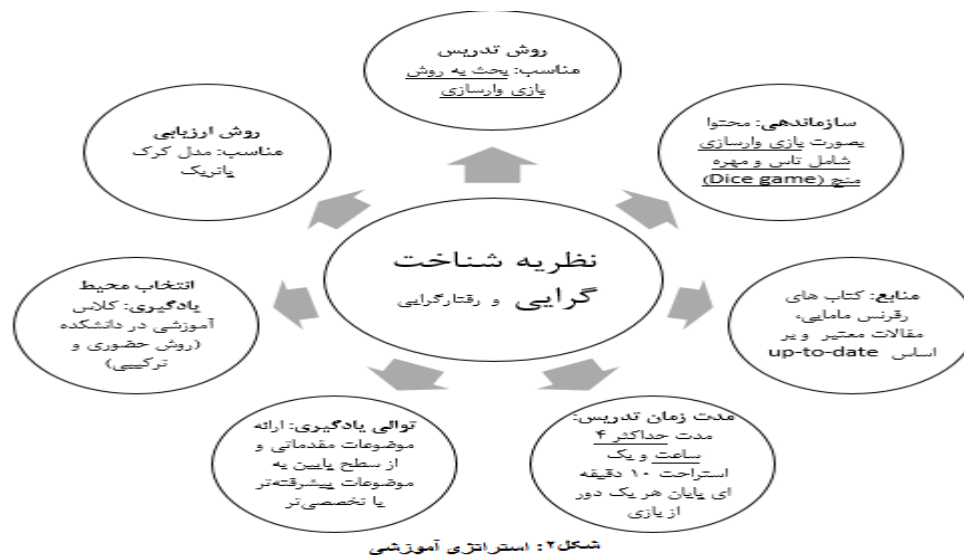 روش تدریس
مناسب: بحث به روش
بازی وارسازی
سازماندهی: محتوا
بصورت بازی وارسازی
شامل تاس و مهره
منچ (Dice game)
منابع: کتاب های
رفرنس مامایی،
مقالات معتبر و بر
اساس up-to-date
مدت زمان تدریس:
مدت حداکثر ۴
ساعت و یک
استراحت ۱۰ دقیقه
ای پایان هر یک دور
از بازی
توالی یادگیری: ارائه
موضوعات مقدماتی و
از سطح پایین به
موضوعات پیشرفته‌تر
یا تخصصی‌تر
انتخاب محیط
یادگیری: کلاس
آموزشی در دانشکده
(روش حضوری و
ترکیبی)
روش ارزیابی
مناسب: مدل کرک
پاتریک
نظریه شناخت
گرایی و رفتارگرایی
شکل۲: استراتژی آموزشی